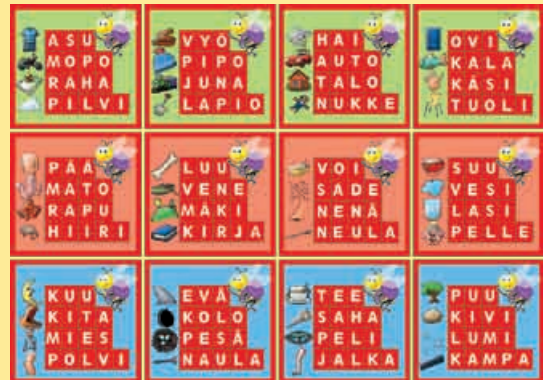 ASU
MOPO
RAHA
PILVI
VYÖ
PIPO
JUNA
LAPIO
HAI
AUTO
TALO
NUKKE
OVI
KALA
KÄSI
TUOLI
PÄÄ
MATO
RAPU
HIIRI
LUU
VENE
MÄKI
KIRJA
VOI
SADE
NENÄ
NEULA
SUU
VESI
LASI
PELLE
KUU
KITA
MIES
POLVI
EVÄ
KOLO
PESÄ
NAULA
TEE
SAHA
PELI
JALKA
PUU
KIVI
LUMI
KAMPA